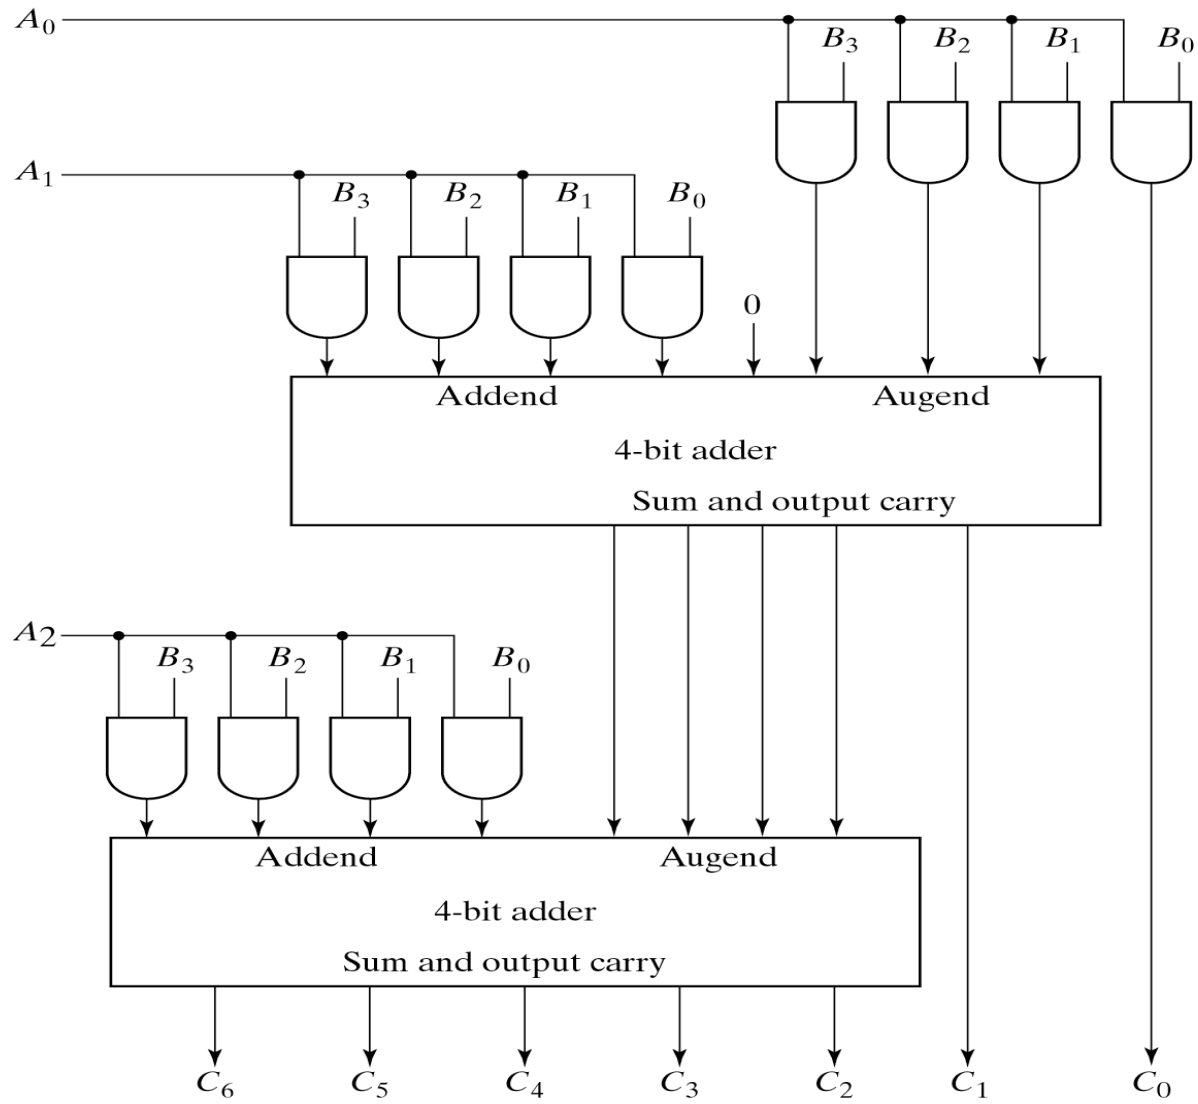 A₀
B₃ B₂ B₁ B₀
A₁
B₃ B₂ B₁ B₀
0
Addend Augend
4-bit adder
Sum and output carry
A₂
B₃ B₂ B₁ B₀
Addend Augend
4-bit adder
Sum and output carry
C₆ C₅ C₄ C₃ C₂ C₁ C₀